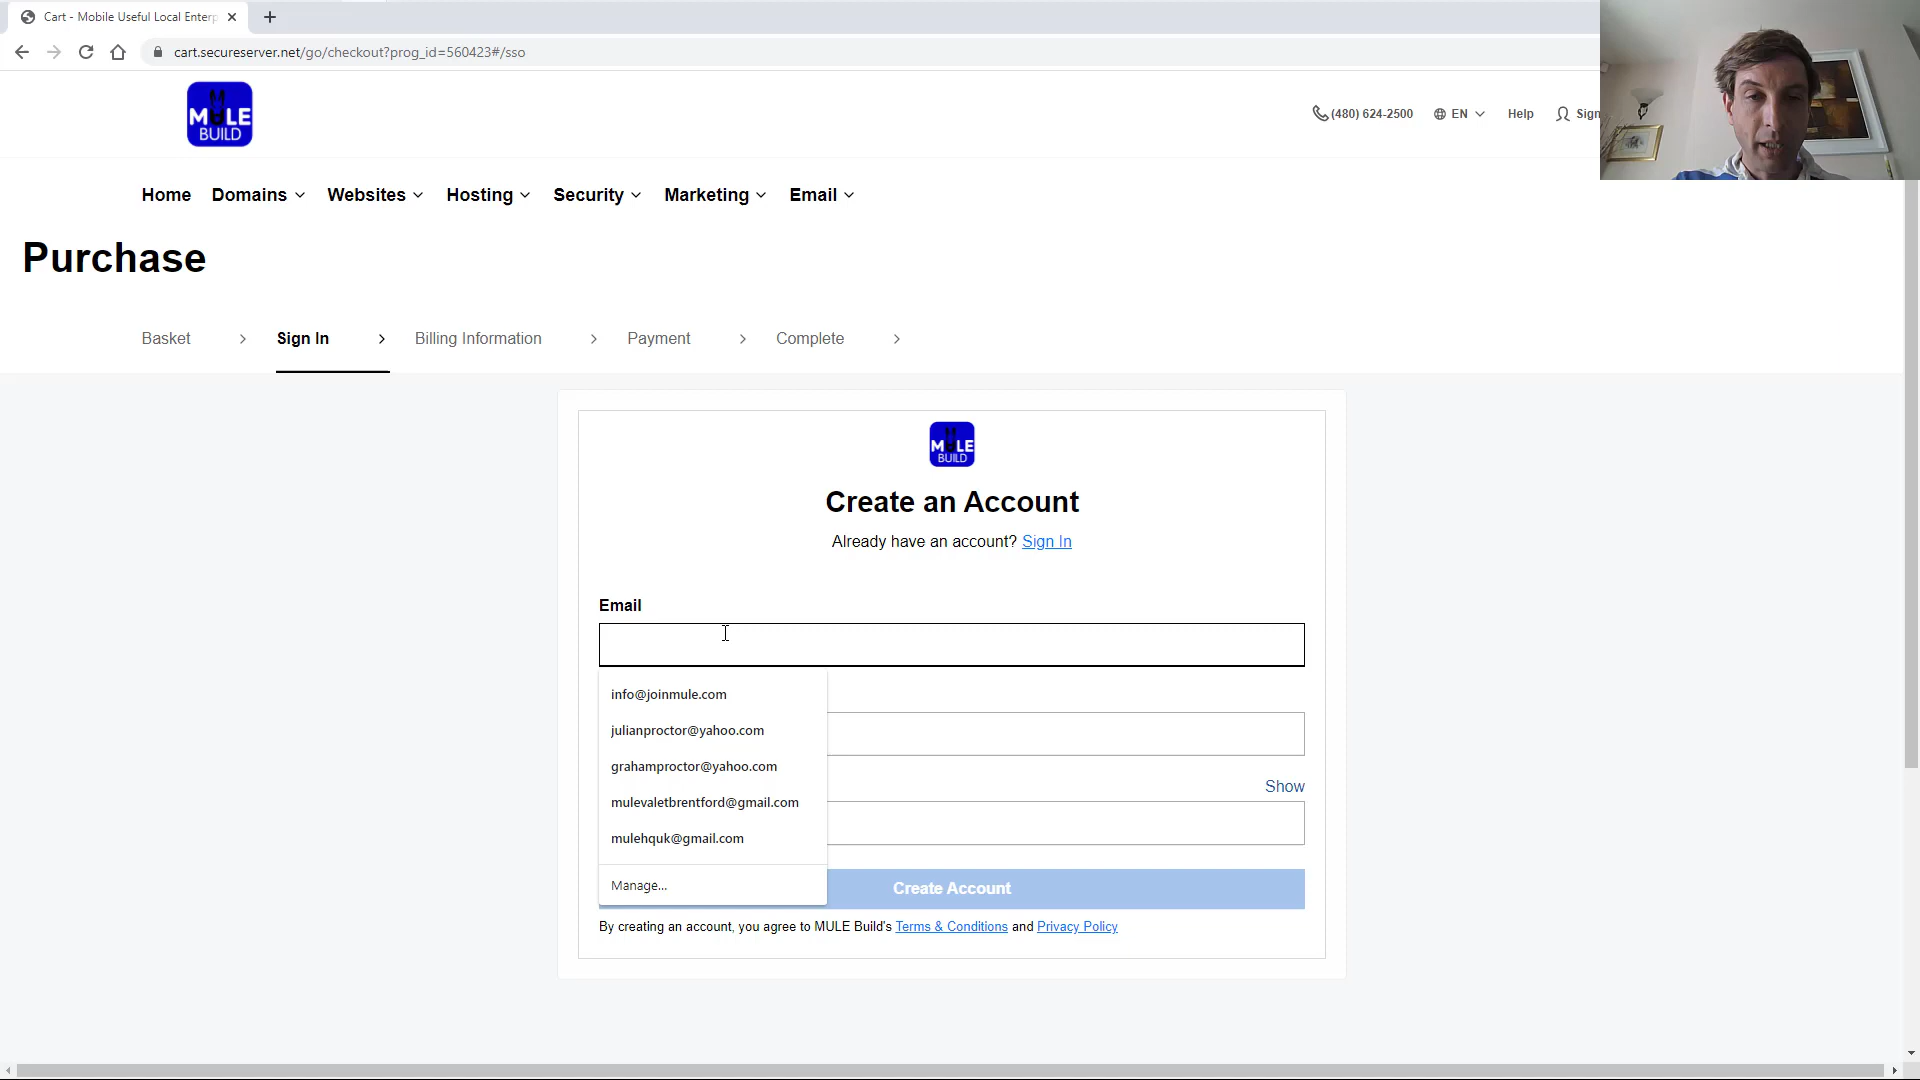 Cart - Mobile Useful Local Enterp
cart.secureserver.net/go/checkout?prog_id=560423#/sso
MULE
BUILD
(480) 624-2500
EN
Help
Sign
Home
Domains
Websites
Hosting
Security
Marketing
Email
Purchase
Basket
Sign In
Billing Information
Payment
Complete
MULE
BUILD
Create an Account
Already have an account? Sign In
Email
info@joinmule.com
julianproctor@yahoo.com
grahamproctor@yahoo.com
mulevaletbrentford@gmail.com
mulehquk@gmail.com
Manage...
Show
Create Account
By creating an account, you agree to MULE Build's Terms & Conditions and Privacy Policy